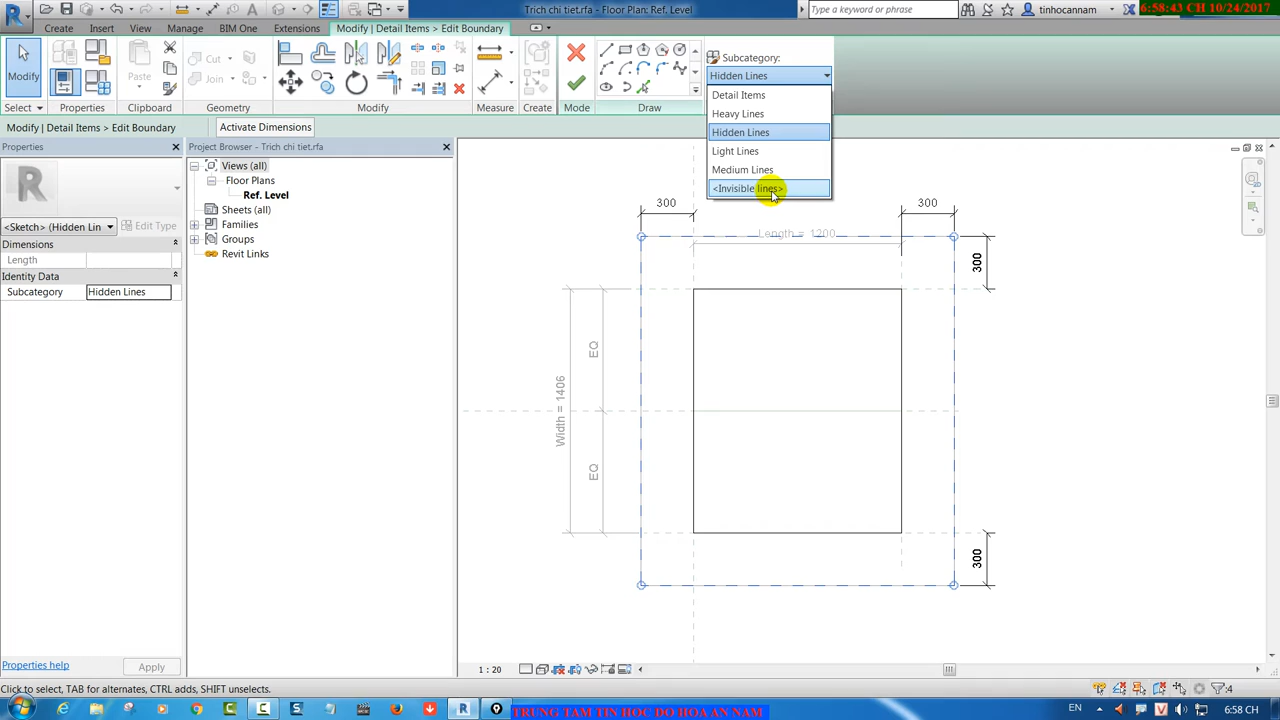 Trich chi tiet.rfa - Floor Plan: Ref. Level
Type a keyword or phrase
tinhocannam
6:58:43 CH 10/24/2017
Create
Insert
View
Manage
BIM One
Extensions
Modify | Detail Items > Edit Boundary
Modify
Paste
Cut
Join
Subcategory:
Hidden Lines
Detail Items
Heavy Lines
Hidden Lines
Light Lines
Medium Lines
<Invisible lines>
Select
Properties
Clipboard
Geometry
Modify
Measure
Create
Mode
Draw
Modify | Detail Items > Edit Boundary
Activate Dimensions
Properties
Project Browser - Trich chi tiet.rfa
<Sketch> (Hidden Lin
Edit Type
Dimensions
Length
Identity Data
Subcategory
Hidden Lines
Views (all)
Floor Plans
Ref. Level
Sheets (all)
Families
Groups
Revit Links
300
300
Length = 1200
300
EQ
Width = 1406
EQ
300
Properties help
Apply
1 : 20
Click to select, TAB for alternates, CTRL adds, SHIFT unselects.
:4
TRUNG TAM TIN HOC DO HOA AN NAM
EN
6:58 CH